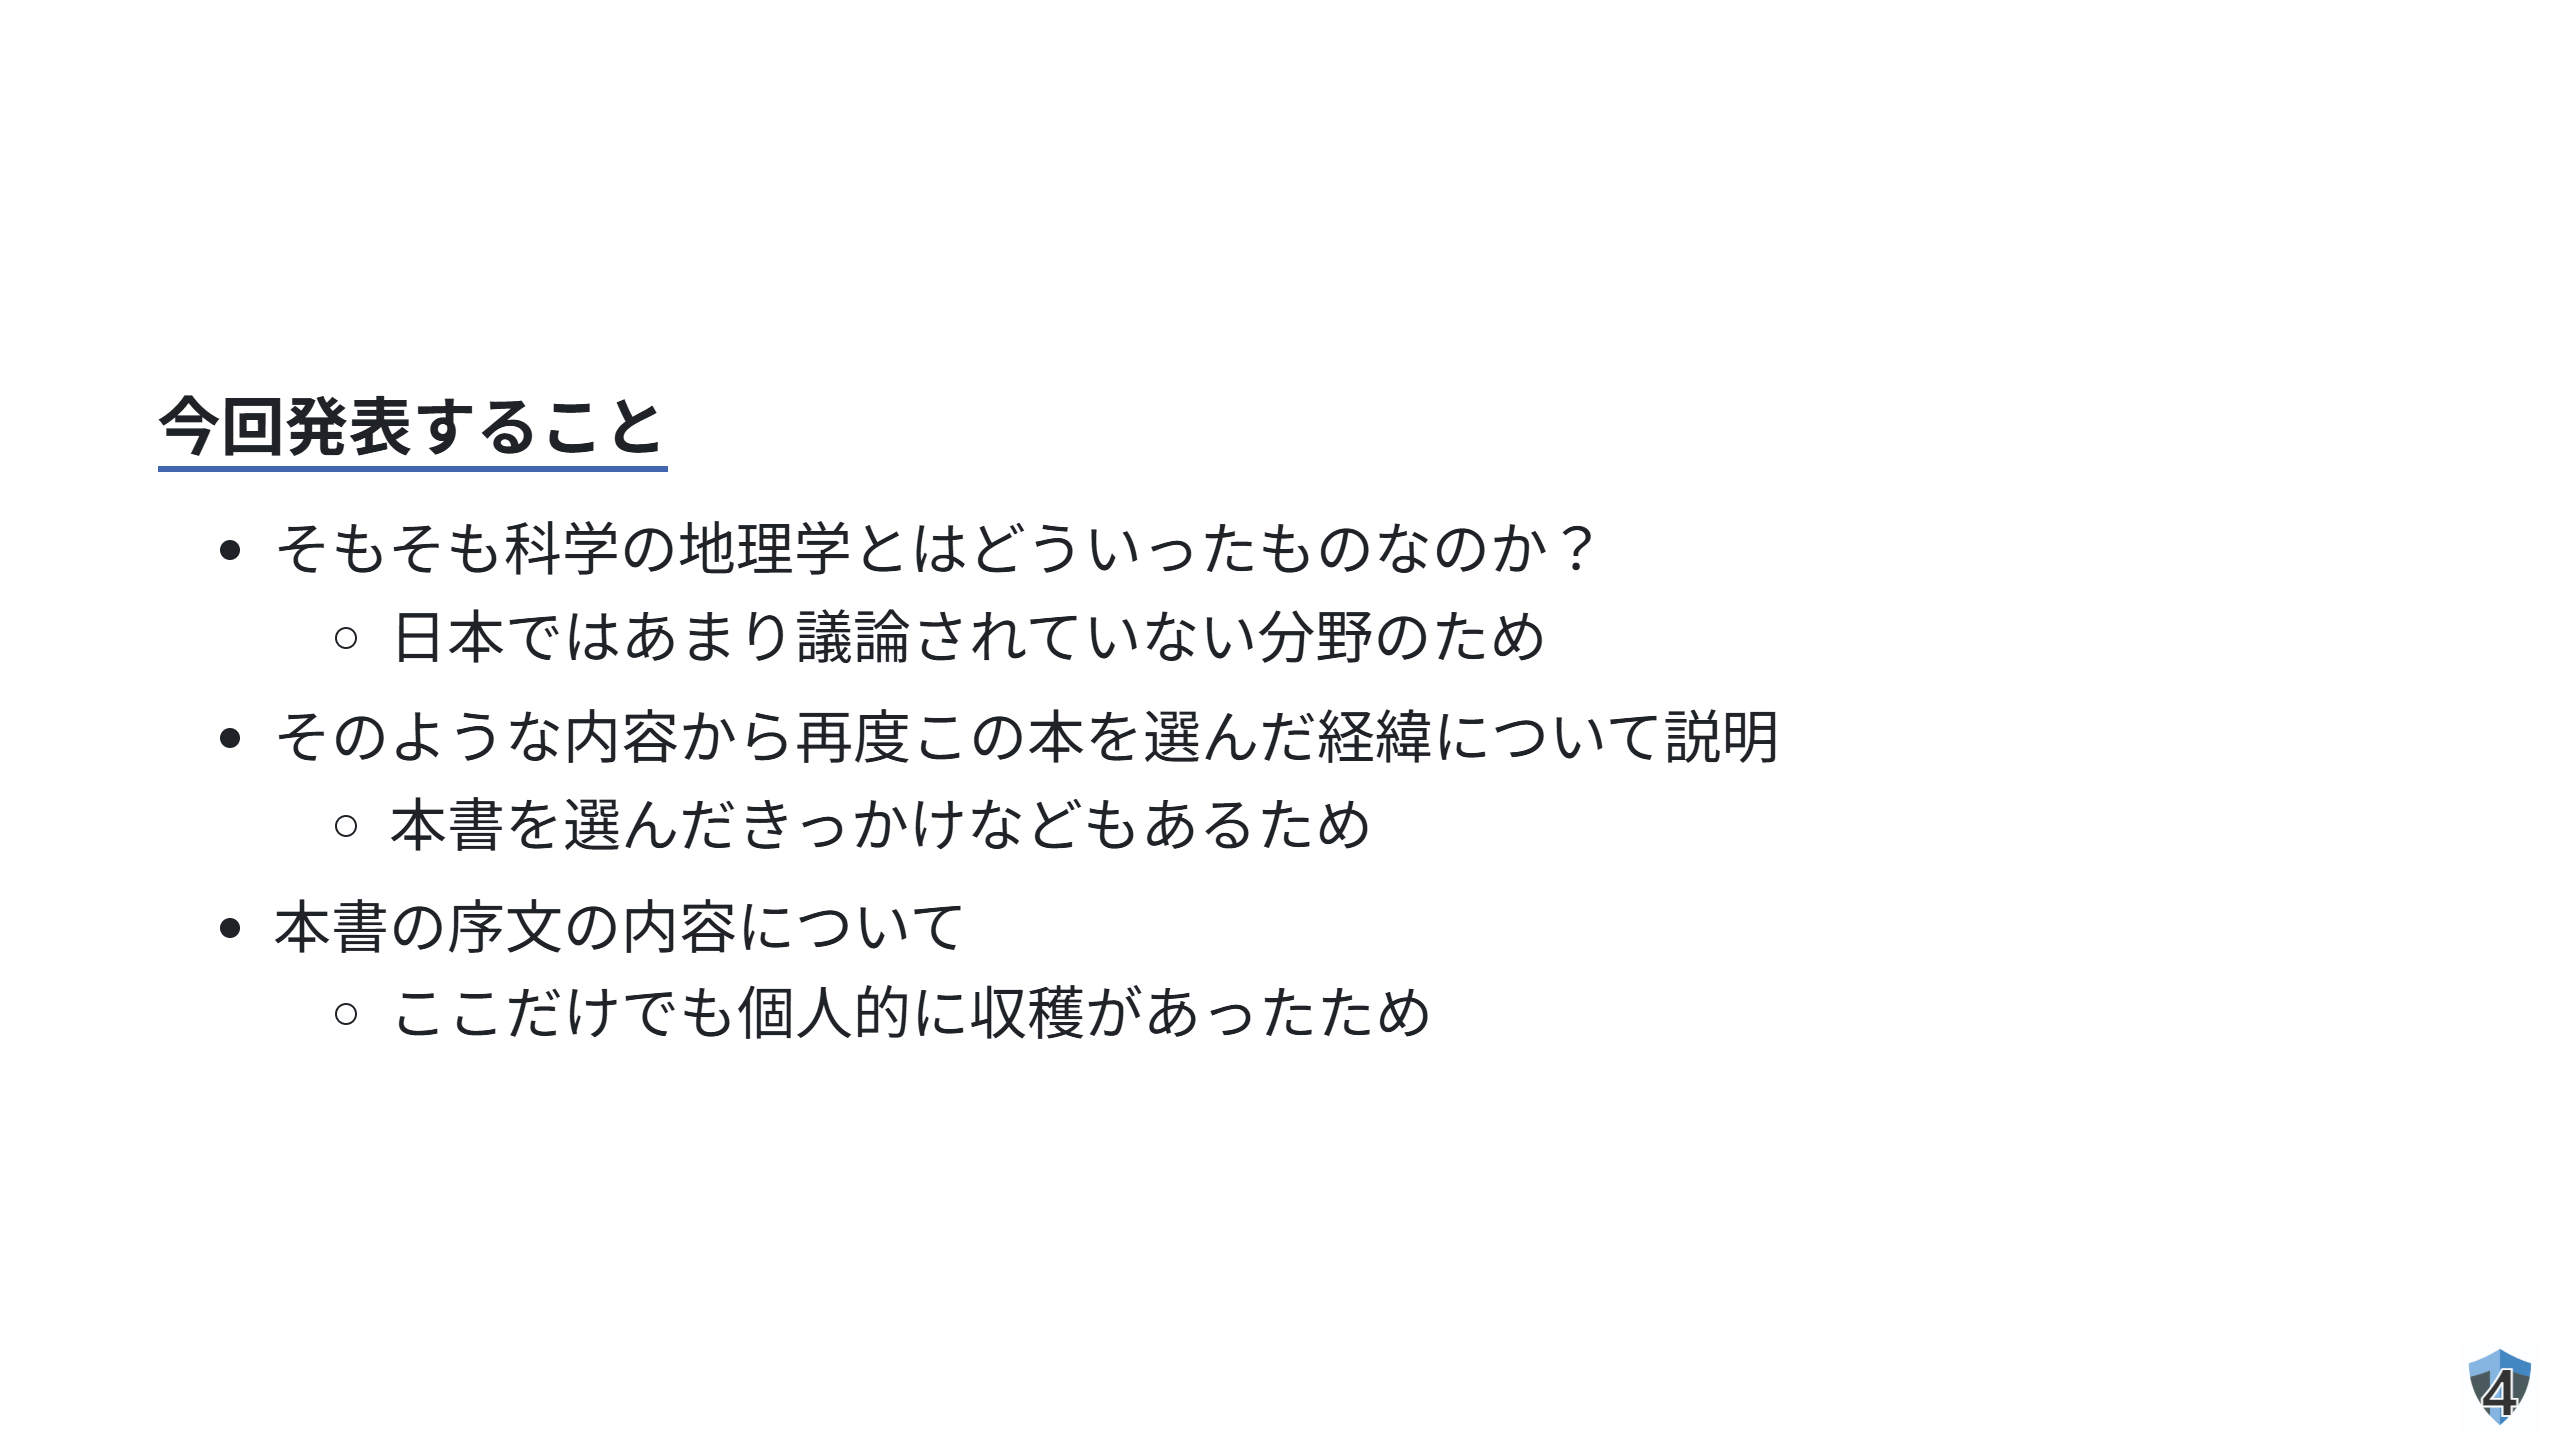 今回発表すること
そもそも科学の地理学とはどういったものなのか？
日本ではあまり議論されていない分野のため
そのような内容から再度この本を選んだ経緯について説明
本書を選んだきっかけなどもあるため
本書の序文の内容について
ここだけでも個人的に収穫があったため
4